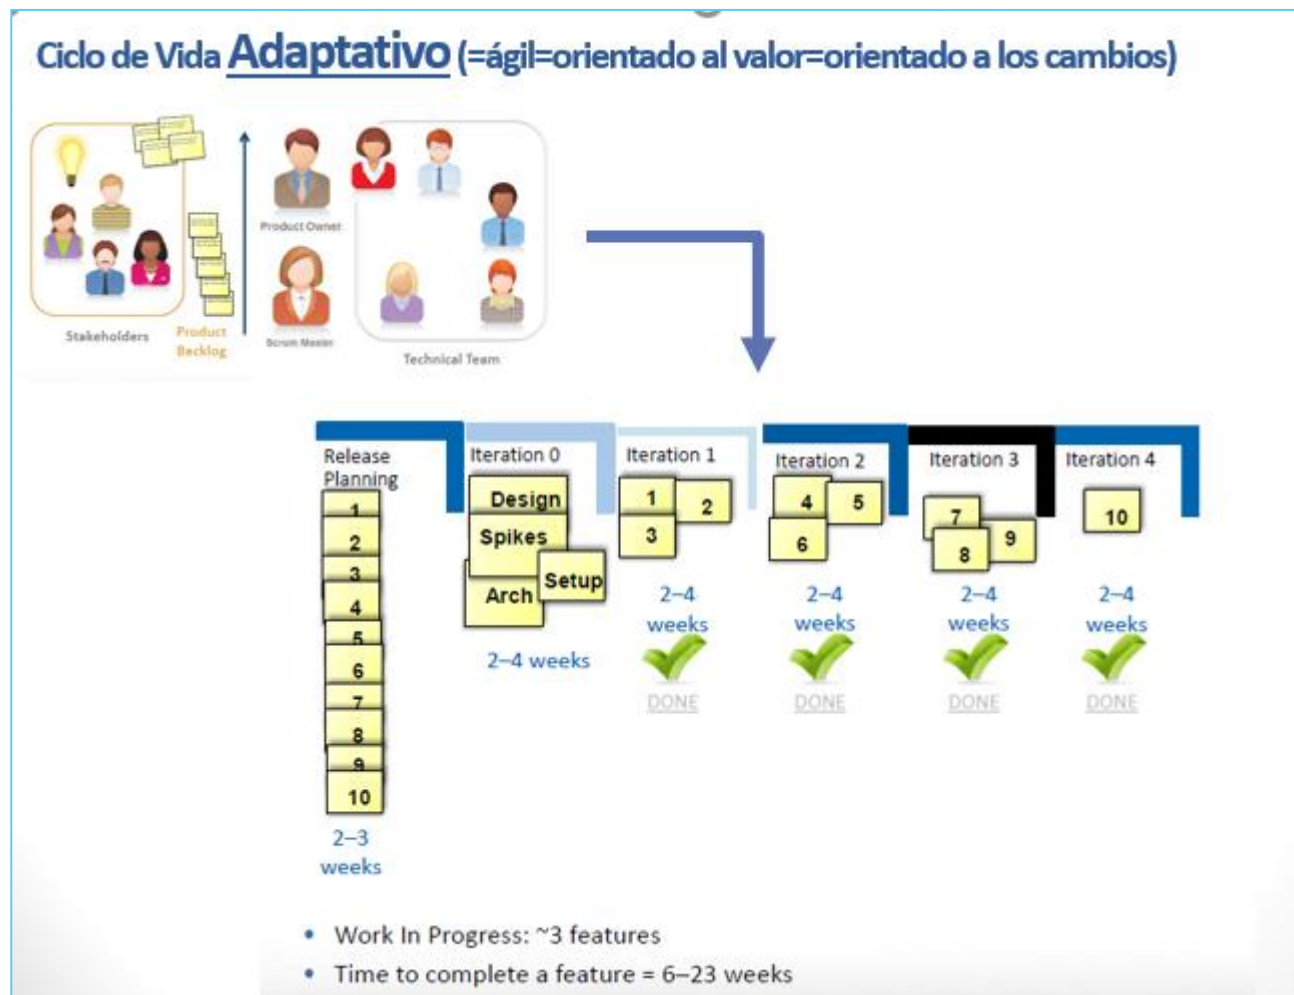 Ciclo de Vida Adaptativo (=ágil=orientado al valor=orientado a los cambios)
Stakeholders
Product
Backlog
Product Owner
Scrum Master
Technical Team
Release
Planning
1
2
3
4
5
6
7
8
9
10
2–3
weeks
Iteration 0
Design
Spikes
Setup
Arch
2–4 weeks
Iteration 1
1
2
3
2–4
weeks
DONE
Iteration 2
4
5
6
2–4
weeks
DONE
Iteration 3
7
9
8
2–4
weeks
DONE
Iteration 4
10
2–4
weeks
DONE
• Work In Progress: ~3 features
• Time to complete a feature = 6–23 weeks